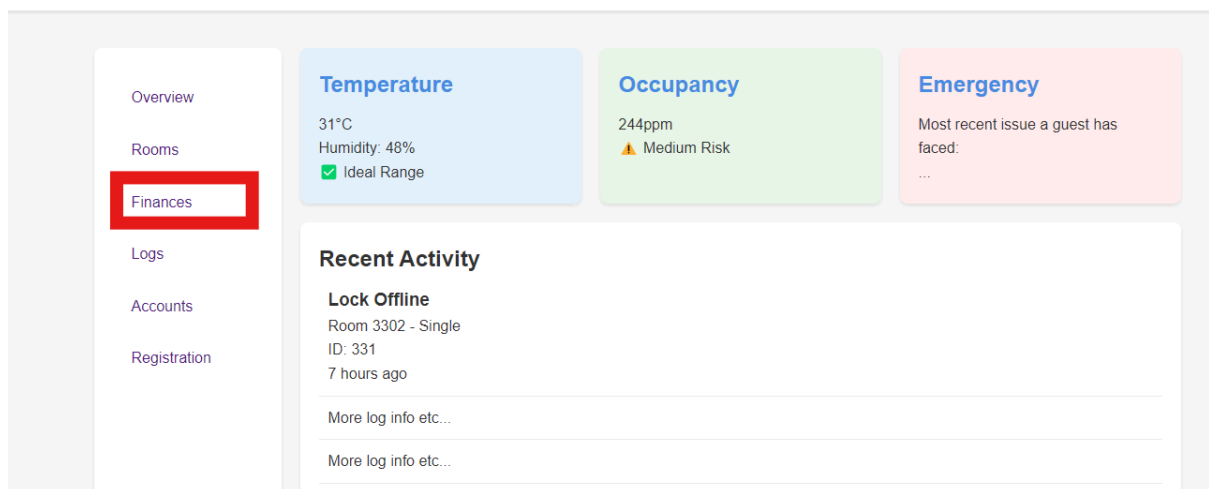 Overview
Rooms
Finances
Logs
Accounts
Registration
Temperature
31°C
Humidity: 48%
✅ Ideal Range
Occupancy
244ppm
⚠ Medium Risk
Emergency
Most recent issue a guest has
faced:
...
Recent Activity
Lock Offline
Room 3302 - Single
ID: 331
7 hours ago
More log info etc...
More log info etc...